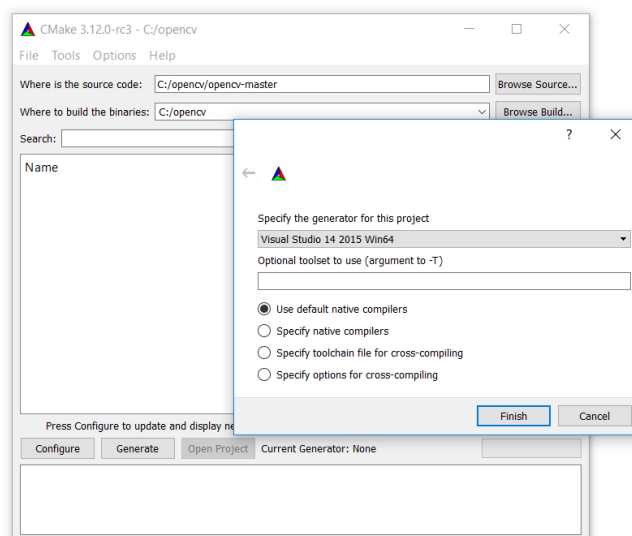 CMake 3.12.0-rc3 - C:/opencv
File Tools Options Help
Where is the source code: C:/opencv/opencv-master Browse Source...
Where to build the binaries: C:/opencv Browse Build...
Search:
Name
?
Specify the generator for this project
Visual Studio 14 2015 Win64
Optional toolset to use (argument to -T)
Use default native compilers
Specify native compilers
Specify toolchain file for cross-compiling
Specify options for cross-compiling
Finish Cancel
Press Configure to update and display ne
Configure Generate Open Project Current Generator: None